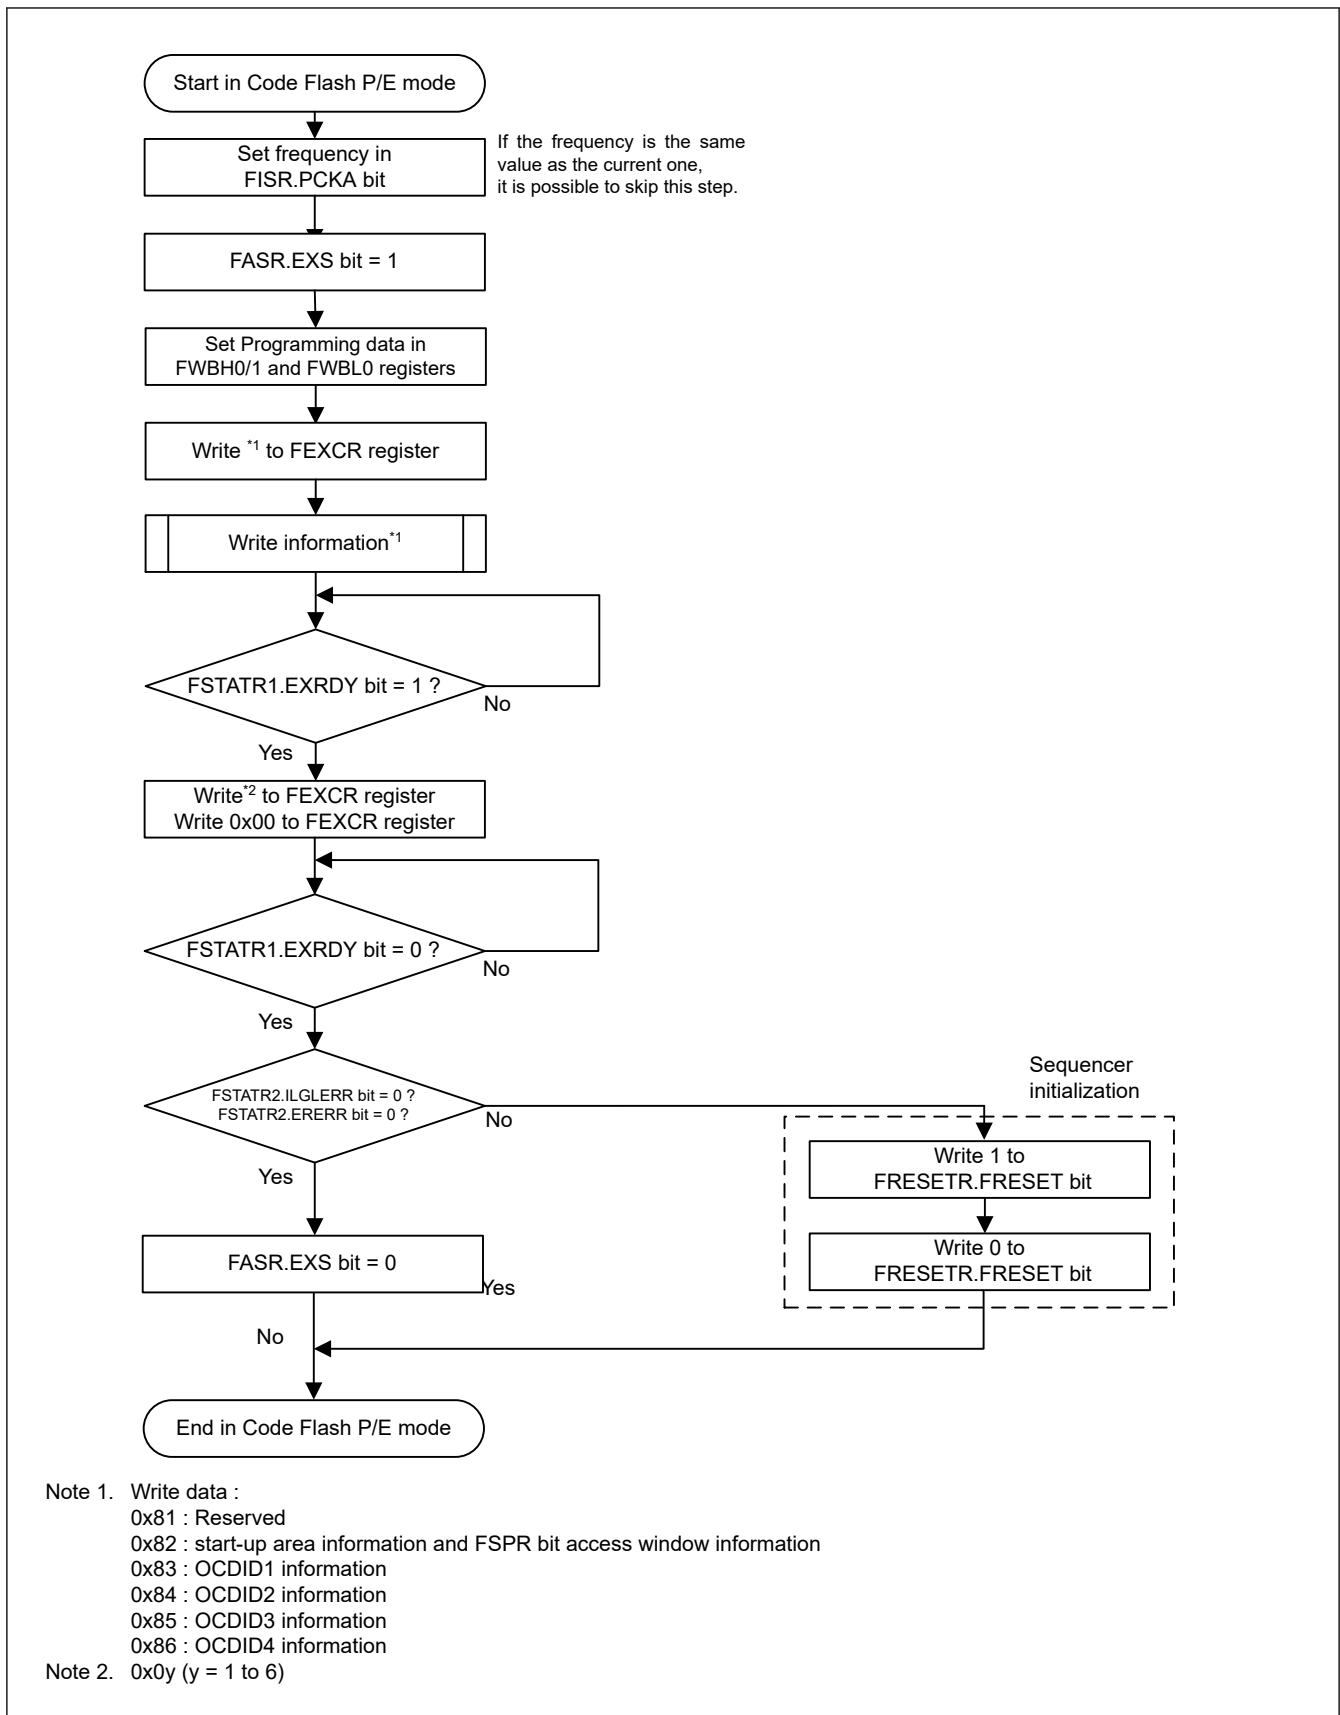 Start in Code Flash P/E mode
Set frequency in
FISR.PCKA bit
If the frequency is the same
value as the current one,
it is possible to skip this step.
FASR.EXS bit = 1
Set Programming data in
FWBH0/1 and FWBL0 registers
Write *1 to FEXCR register
Write information*1
FSTATR1.EXRDY bit = 1 ?
No
Yes
Write*2 to FEXCR register
Write 0x00 to FEXCR register
FSTATR1.EXRDY bit = 0 ?
No
Yes
FSTATR2.ILGLERR bit = 0 ?
FSTATR2.ERERR bit = 0 ?
No
Yes
Sequencer
initialization
Write 1 to
FRESETR.FRESET bit
Write 0 to
FRESETR.FRESET bit
FASR.EXS bit = 0
Yes
No
End in Code Flash P/E mode
Note 1. Write data :
0x81 : Reserved
0x82 : start-up area information and FSPR bit access window information
0x83 : OCDID1 information
0x84 : OCDID2 information
0x85 : OCDID3 information
0x86 : OCDID4 information
Note 2. 0x0y (y = 1 to 6)